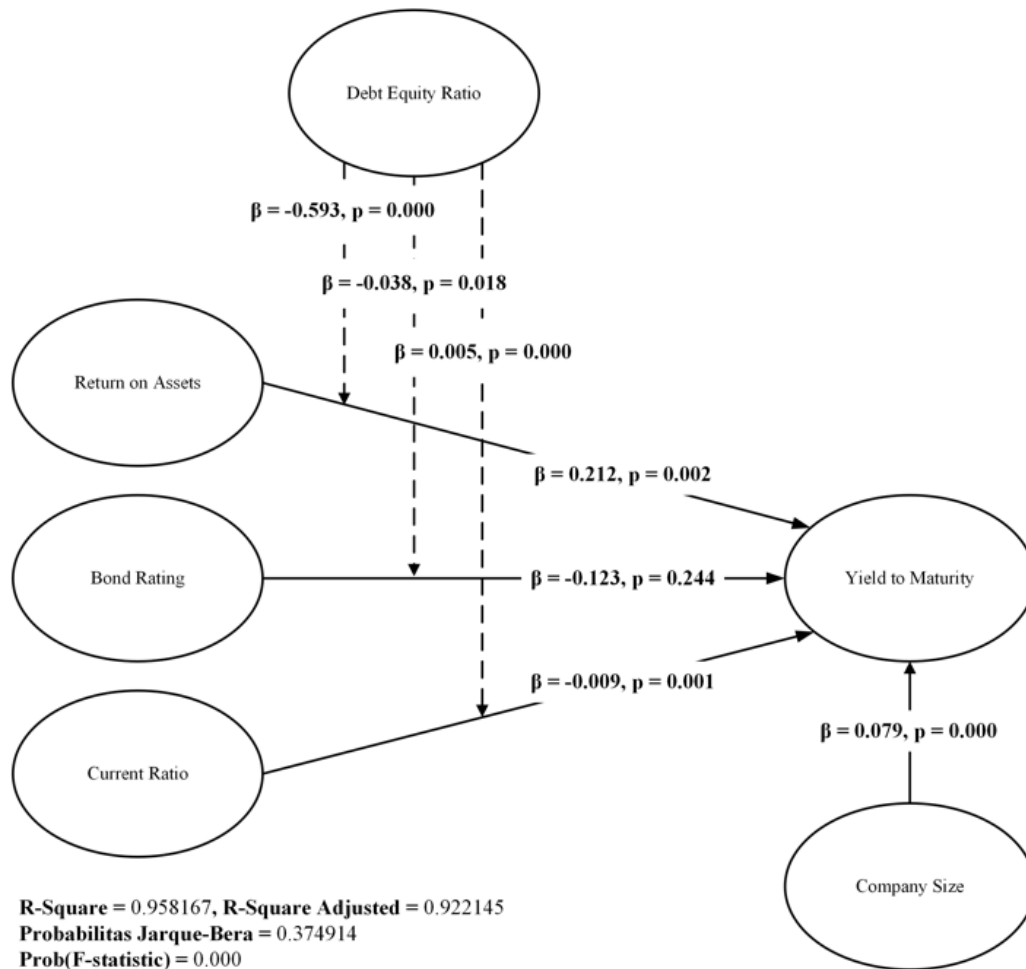 Debt Equity Ratio
β = -0.593, p = 0.000
β = -0.038, p = 0.018
β = 0.005, p = 0.000
Return on Assets
β = 0.212, p = 0.002
Bond Rating
β = -0.123, p = 0.244
Yield to Maturity
β = -0.009, p = 0.001
β = 0.079, p = 0.000
Current Ratio
Company Size
R-Square = 0.958167, R-Square Adjusted = 0.922145
Probabilitas Jarque-Bera = 0.374914
Prob(F-statistic) = 0.000